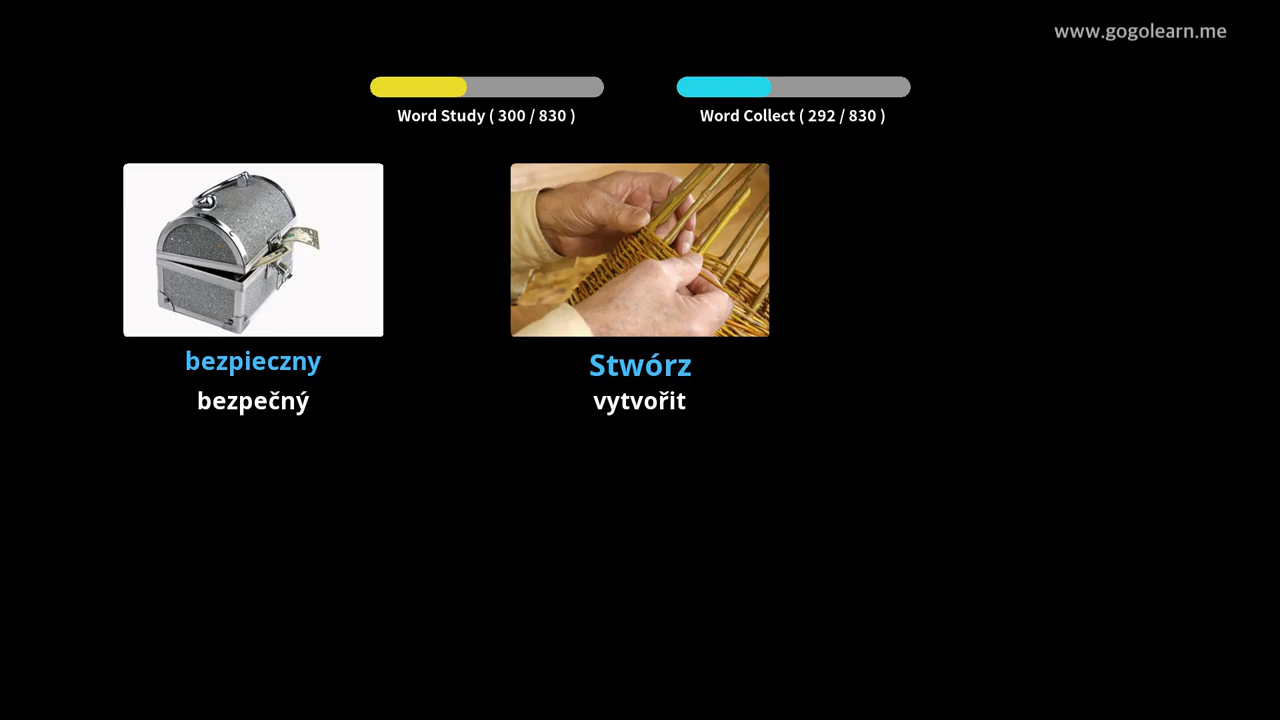 www.gogolearn.me
Word Study ( 300 / 830 )
Word Collect ( 292 / 830 )
bezpieczny
bezpečný
Stwórz
vytvořit